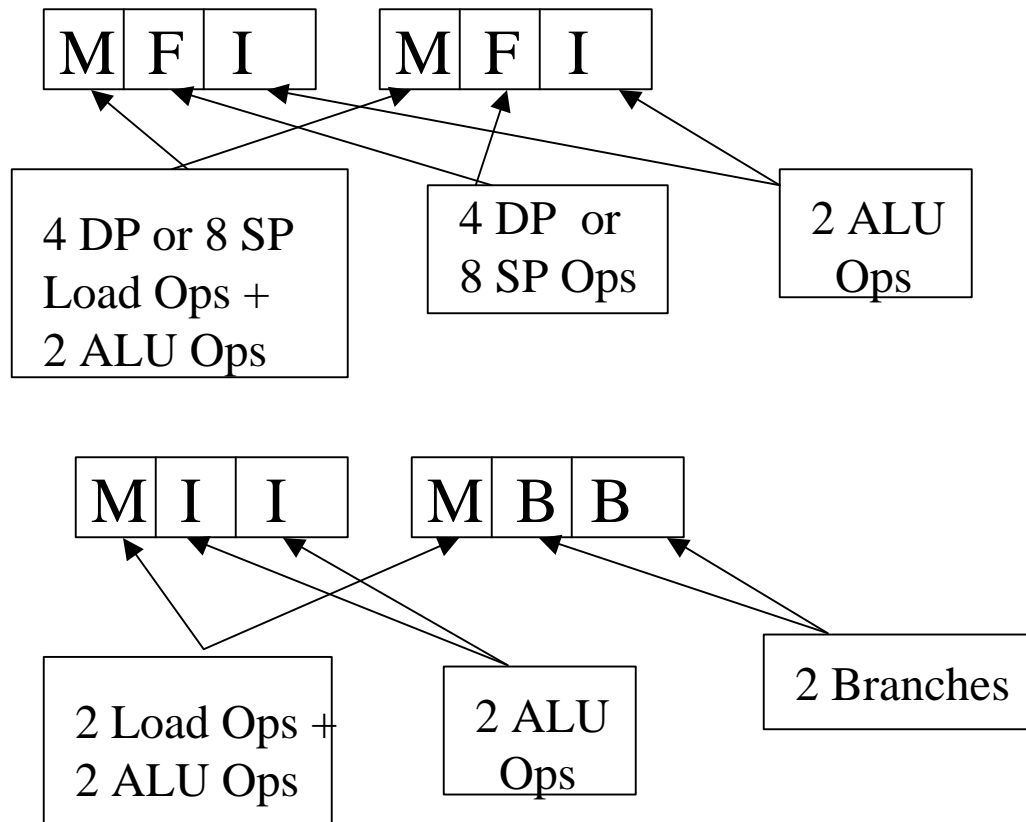 M F I M F I
4 DP or 8 SP
Load Ops +
2 ALU Ops
4 DP or
8 SP Ops
2 ALU
Ops
M I I M B B
2 Load Ops +
2 ALU Ops
2 ALU
Ops
2 Branches